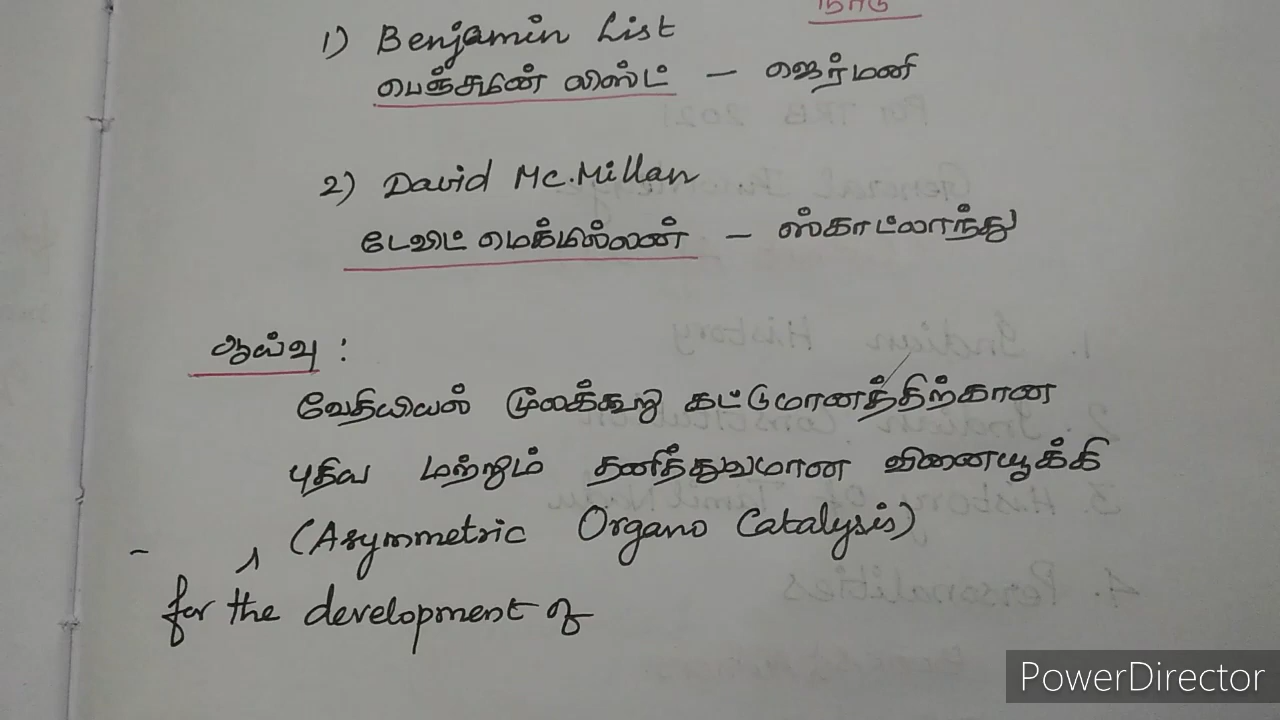 நாடு
1) Benjamin List
பெஞ்சமின் லிஸ்ட் – ஜெர்மனி
2) David Mc.Millan
டேவிட் மெக்மில்லன் – ஸ்காட்லாந்து
ஆய்வு :
வேதியியல் மூலக்கூறு கட்டுமானத்திற்கான
புதிய மற்றும் தனித்துவமான வினையூக்கி
(Asymmetric Organo Catalysis)
for the development of
PowerDirector